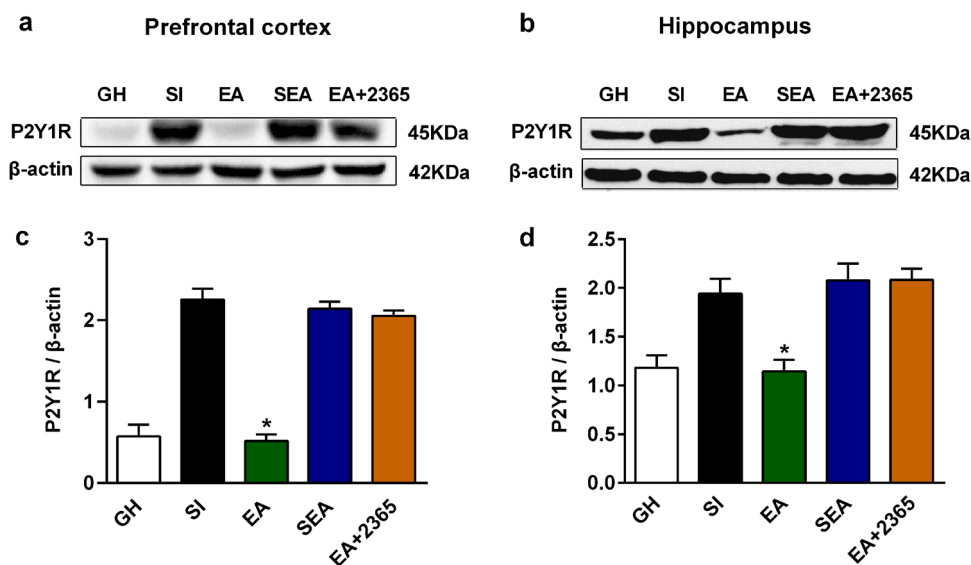 a Prefrontal cortex
GH SI EA SEA EA+2365
P2Y1R 45KDa
β-actin 42KDa
b Hippocampus
GH SI EA SEA EA+2365
P2Y1R 45KDa
β-actin 42KDa
c
P2Y1R / β-actin
3
2
1
0
*
GH SI EA SEA EA+2365
d
P2Y1R / β-actin
2.5
2.0
1.5
1.0
0.5
0.0
*
GH SI EA SEA EA+2365